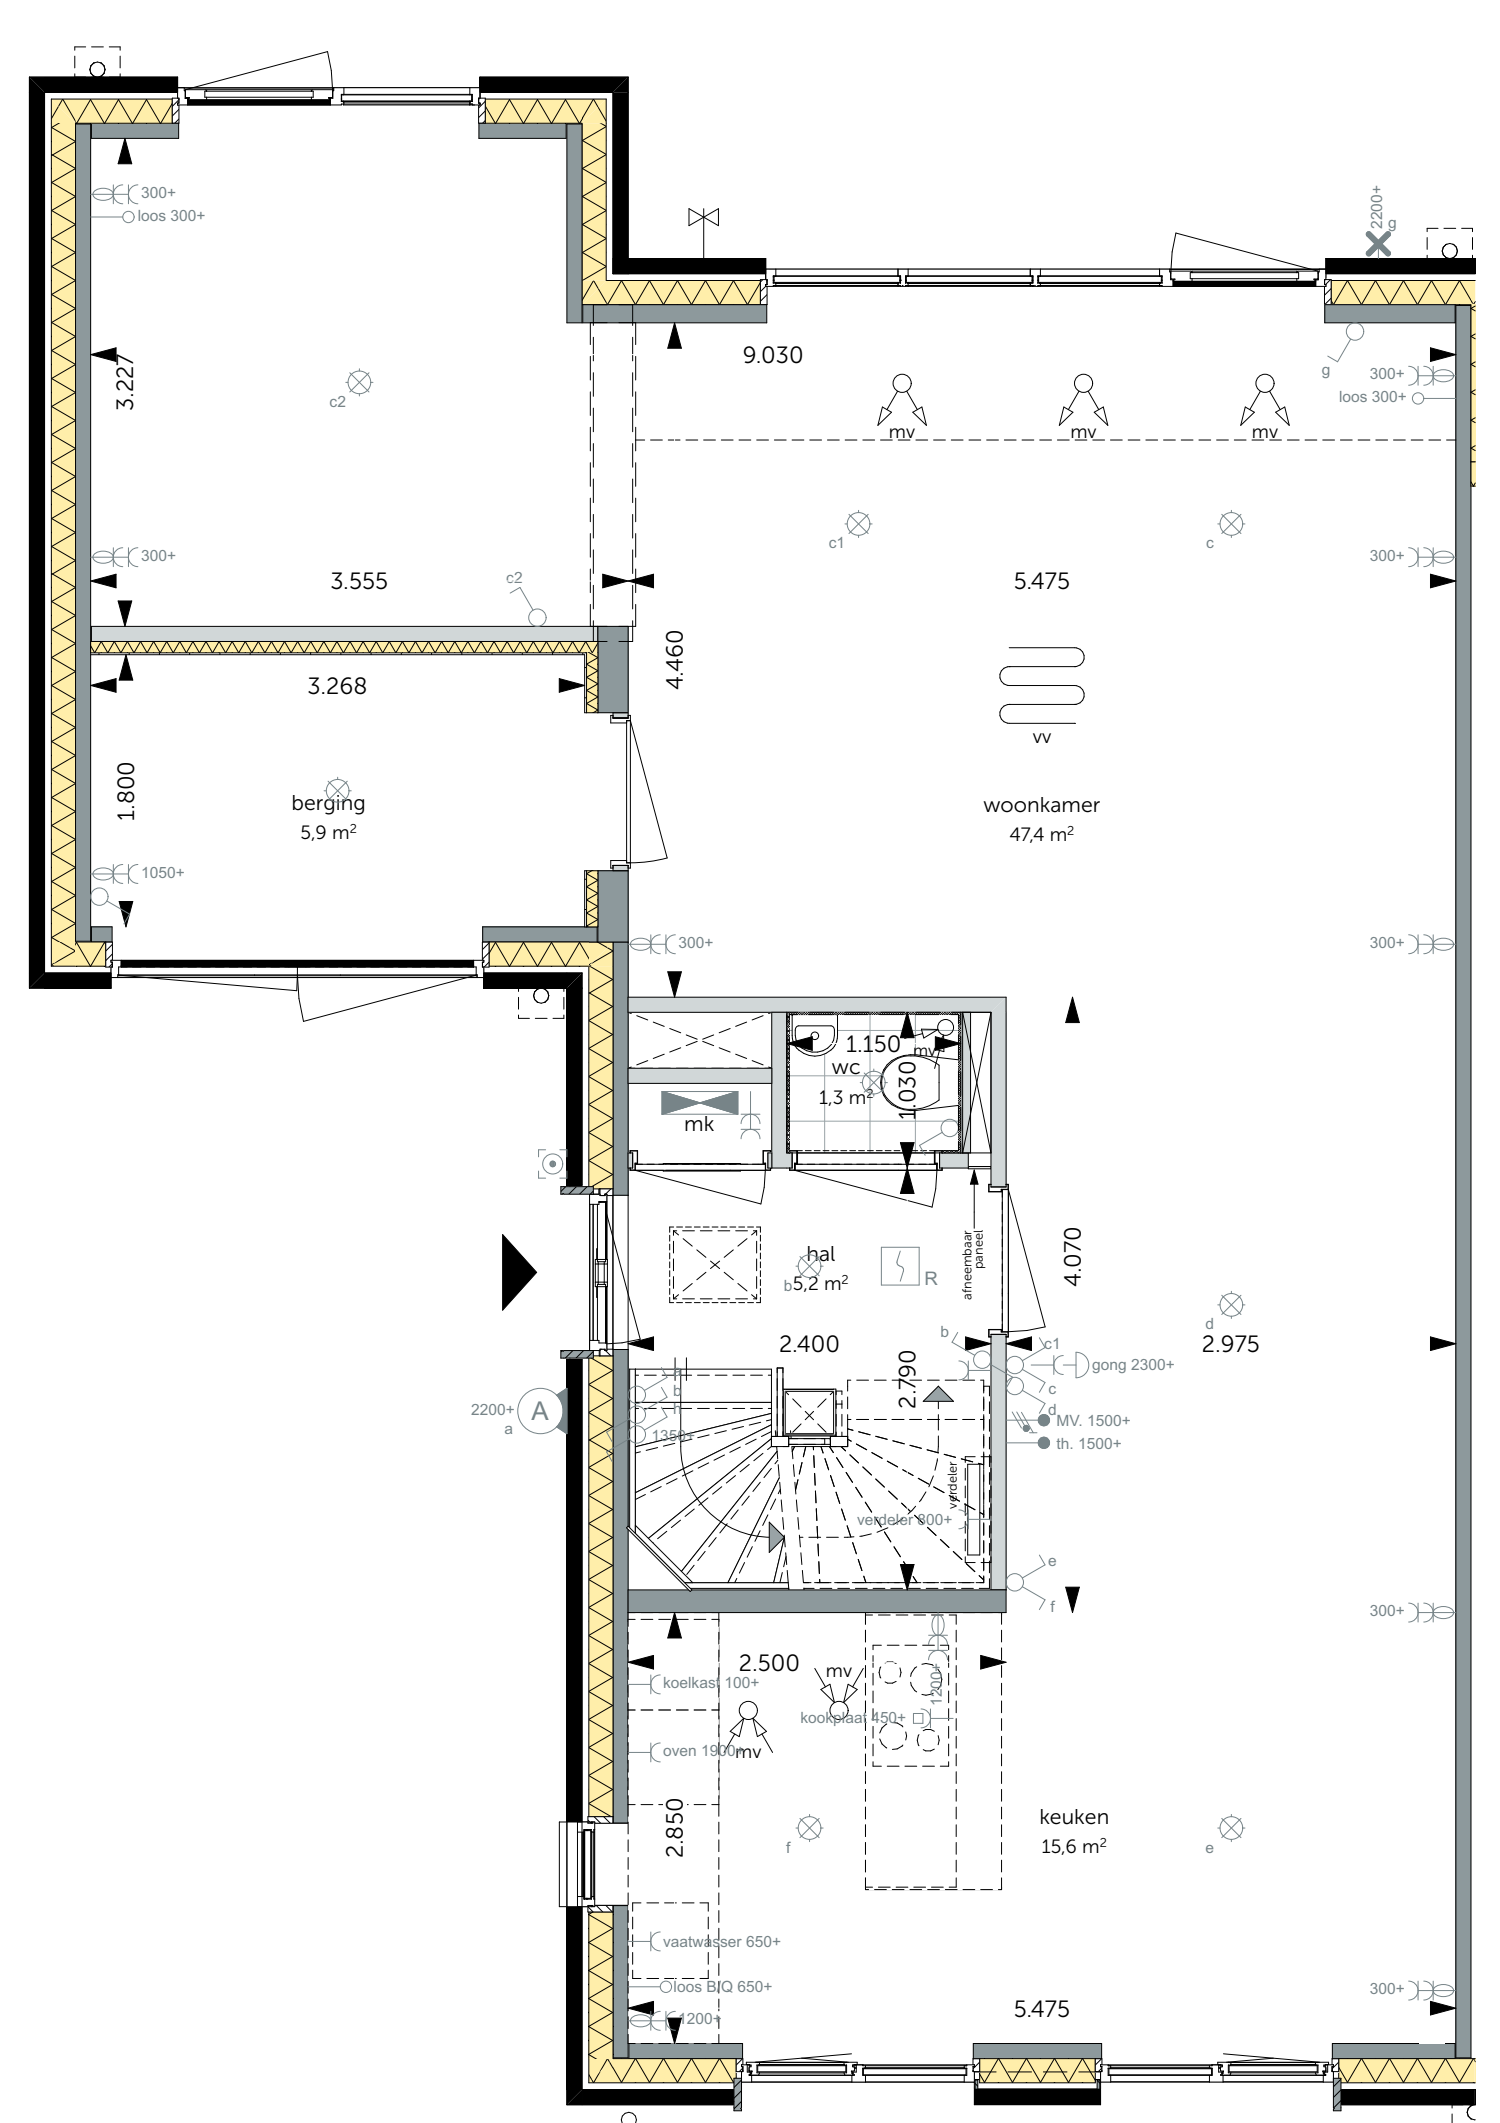 2200+
g
300+
loos 300+
9.030
g
300+
loos 300+
3.227
c2
mv
mv
mv
c1
c
300+
300+
3.555
c2
5.475
4.460
3.268
vv
1.800
berging
5,9 m²
woonkamer
47,4 m²
1050+
300+
300+
1.150
mv
wc
1,3 m²
1.030
mk
afneembaar
paneel
hal
5,2 m²
b
R
4.070
d
2.400
2.975
b
c1
gong 2300+
2.790
c
d
2200+
a
A
h
b
h
1350+
MV. 1500+
th. 1500+
verdeler
verdeler 800+
e
f
300+
2.500
mv
koelkast 100+
1200+
kookplaat 450+
oven 1900+
mv
2.850
keuken
15,6 m²
f
e
vaatwasser 650+
loos B/Q 650+
300+
1200+
5.475